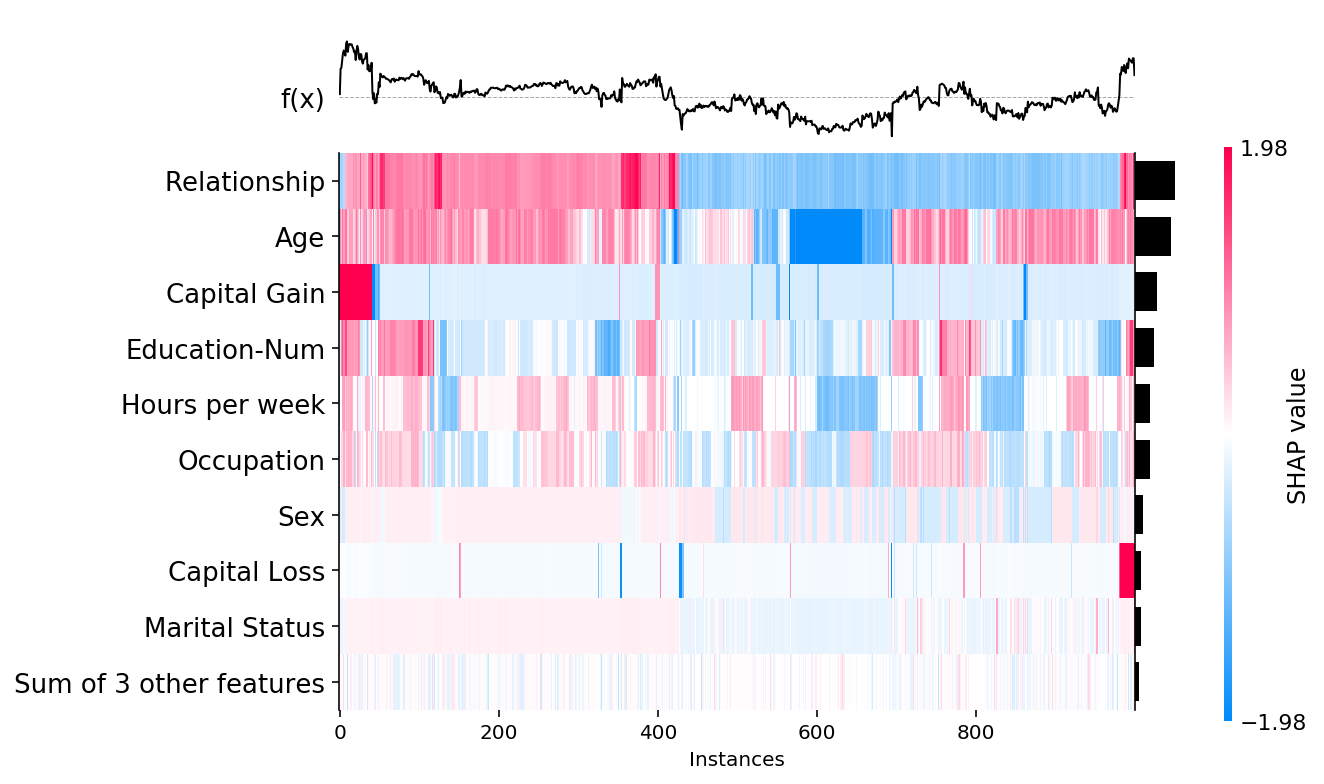 f(x)
1.98
Relationship
Age
Capital Gain
Education-Num
Hours per week
Occupation
Sex
Capital Loss
Marital Status
Sum of 3 other features
SHAP value
−1.98
0 200 400 600 800
Instances